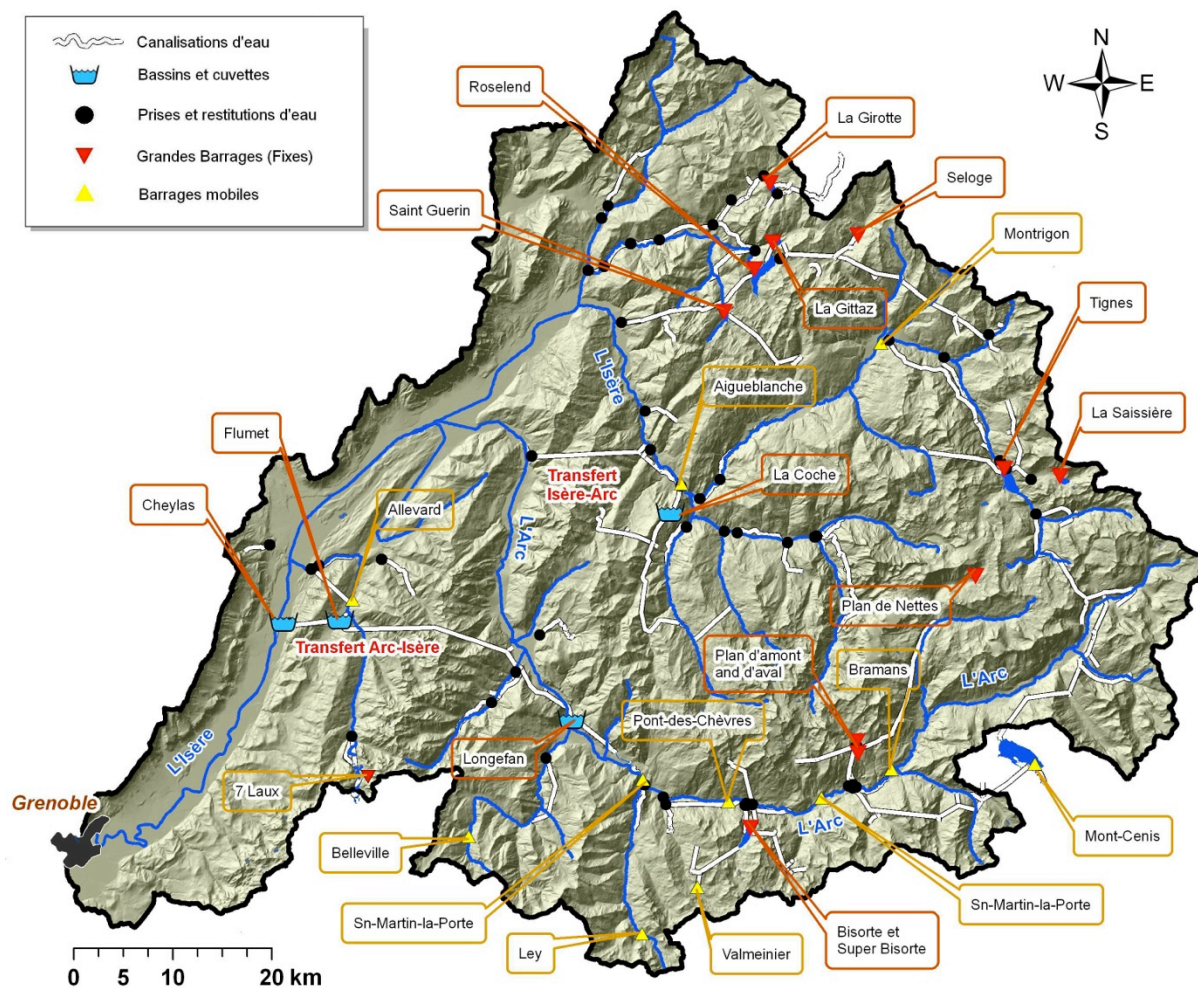 Canalisations d'eau
Bassins et cuvettes
Prises et restitutions d'eau
Grandes Barrages (Fixes)
Barrages mobiles
N
W
E
S
Roselend
La Girotte
Seloge
Saint Guerin
Montrigon
La Gittaz
Tignes
L'Isère
Aigueblanche
La Saissière
Flumet
Transfert
Isère-Arc
La Coche
Cheylas
Allevard
L'Arc
Plan de Nettes
Transfert Arc-Isère
Plan d'amont
and d'aval
Bramans
L'Arc
Pont-des-Chèvres
L'Isère
Longefan
7 Laux
Grenoble
L'Arc
Mont-Cenis
Belleville
Sn-Martin-la-Porte
Sn-Martin-la-Porte
Bisorte et
Super Bisorte
Ley
Valmeinier
0 5 10 20 km